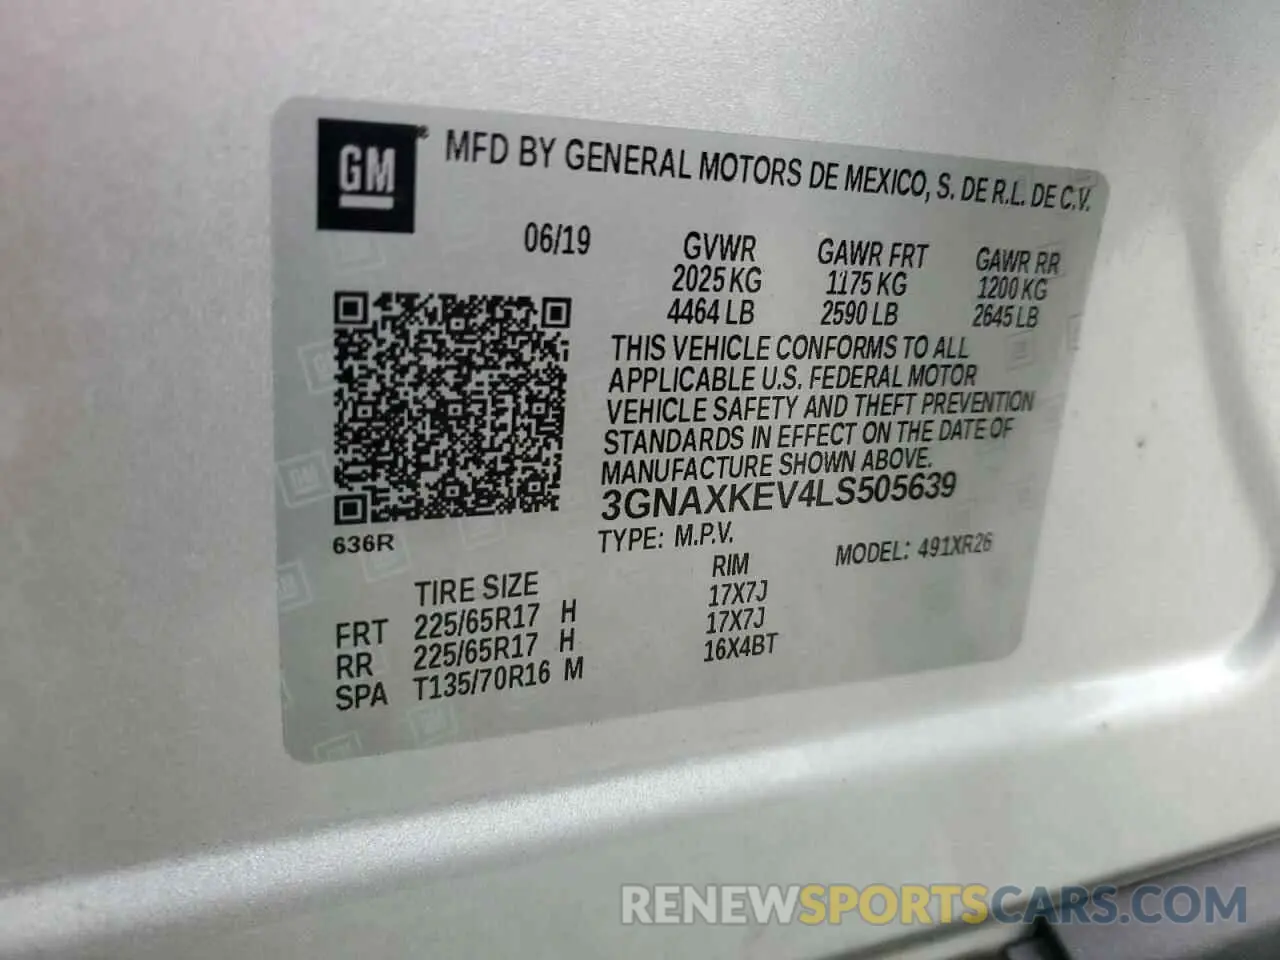 GM® MFD BY GENERAL MOTORS DE MEXICO, S. DE R.L. DE C.V.
06/19 GVWR GAWR FRT GAWR RR
2025 KG 1175 KG 1200 KG
4464 LB 2590 LB 2645 LB
THIS VEHICLE CONFORMS TO ALL
APPLICABLE U.S. FEDERAL MOTOR
VEHICLE SAFETY AND THEFT PREVENTION
STANDARDS IN EFFECT ON THE DATE OF
MANUFACTURE SHOWN ABOVE.
3GNAXKEV4LS505639
636R TYPE: M.P.V. MODEL: 491XR26
TIRE SIZE RIM
FRT 225/65R17 H 17X7J
RR 225/65R17 H 17X7J
SPA T135/70R16 M 16X4BT
RENEWSPORTSCARS.COM